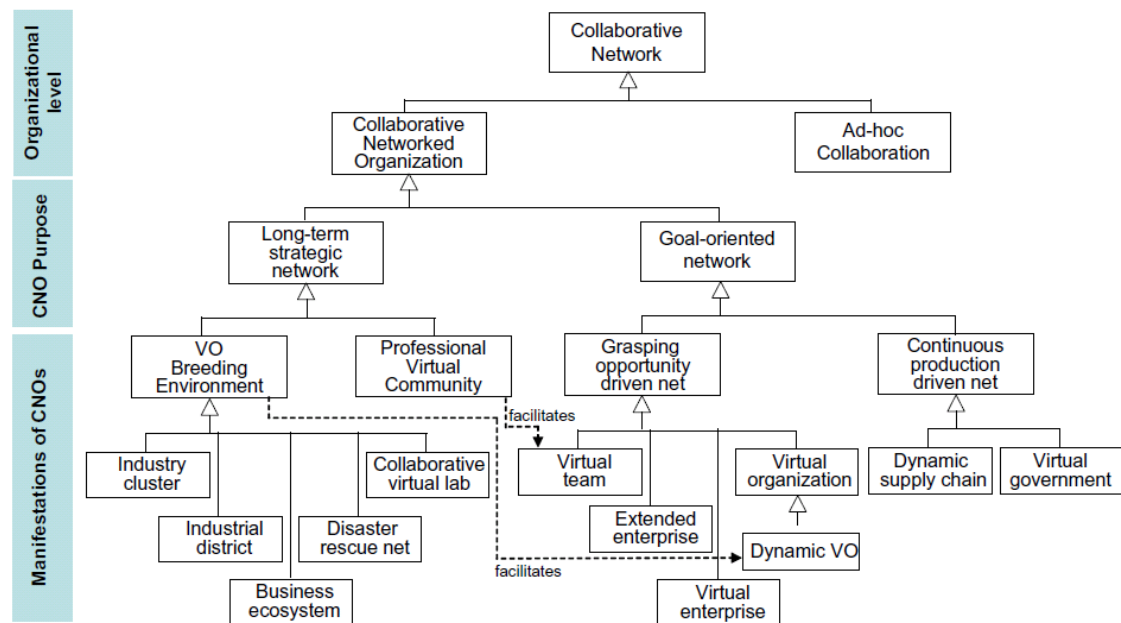 Organizational
level
Collaborative
Network
Collaborative
Networked
Organization
Ad-hoc
Collaboration
CNO Purpose
Long-term
strategic
network
Goal-oriented
network
Manifestations of CNOs
VO
Breeding
Environment
Professional
Virtual
Community
Grasping
opportunity
driven net
Continuous
production
driven net
facilitates
Industry
cluster
Collaborative
virtual lab
Virtual
team
Virtual
organization
Dynamic
supply chain
Virtual
government
Industrial
district
Disaster
rescue net
Extended
enterprise
Dynamic VO
facilitates
Business
ecosystem
Virtual
enterprise